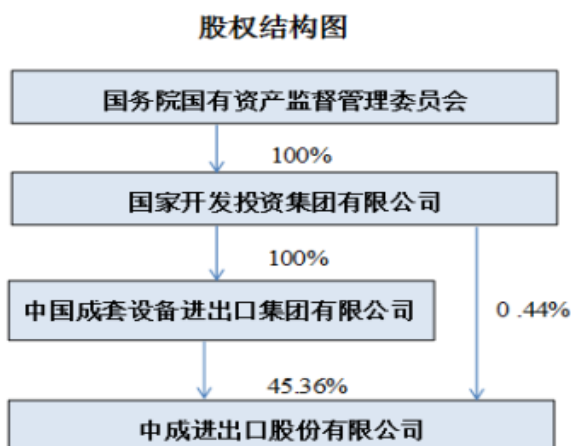 股权结构图
国务院国有资产监督管理委员会
100%
国家开发投资集团有限公司
100%
中国成套设备进出口集团有限公司
0 .44%
45.36%
中成进出口股份有限公司